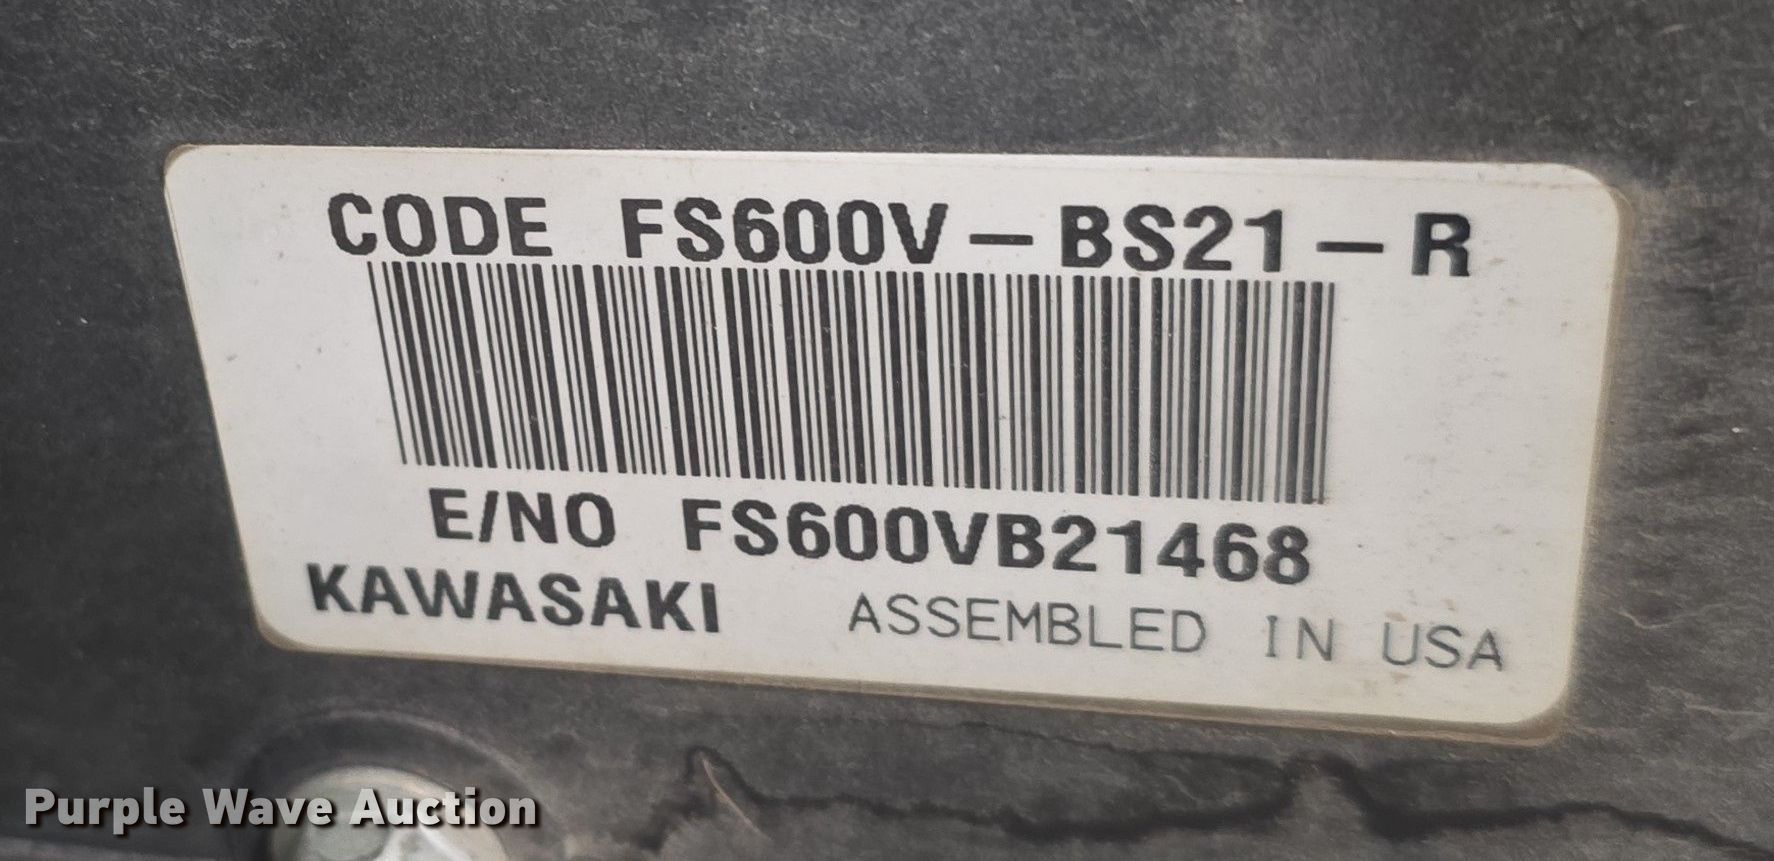 CODE FS600V-BS21-R
E/NO FS600VB21468
KAWASAKI ASSEMBLED IN USA
Purple Wave Auction